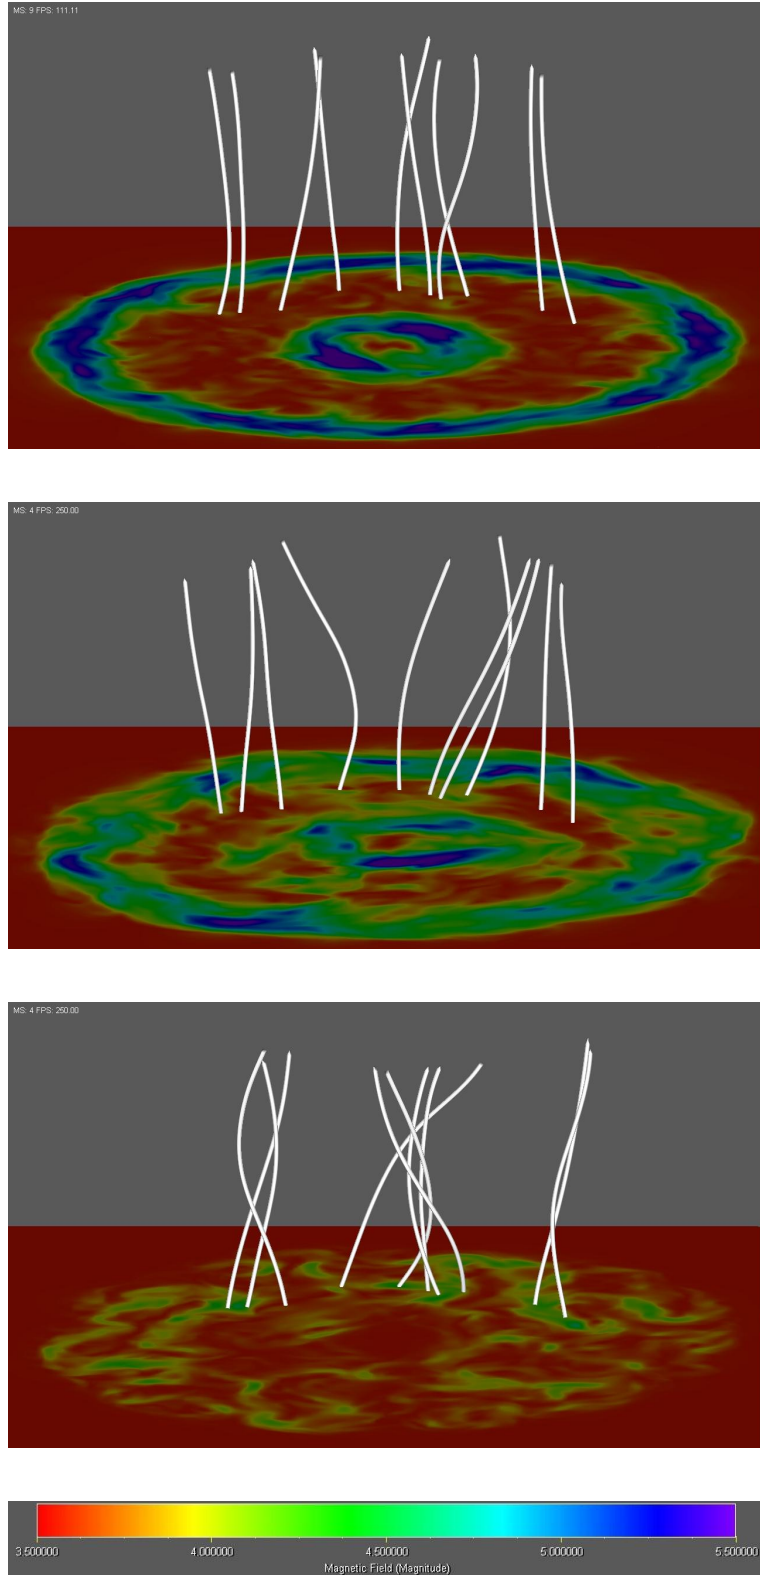 MS: 9 FPS: 111.11
MS: 4 FPS: 250.00
MS: 4 FPS: 250.00
3.500000 4.000000 4.500000 5.000000 5.500000
Magnetic Field (Magnitude)